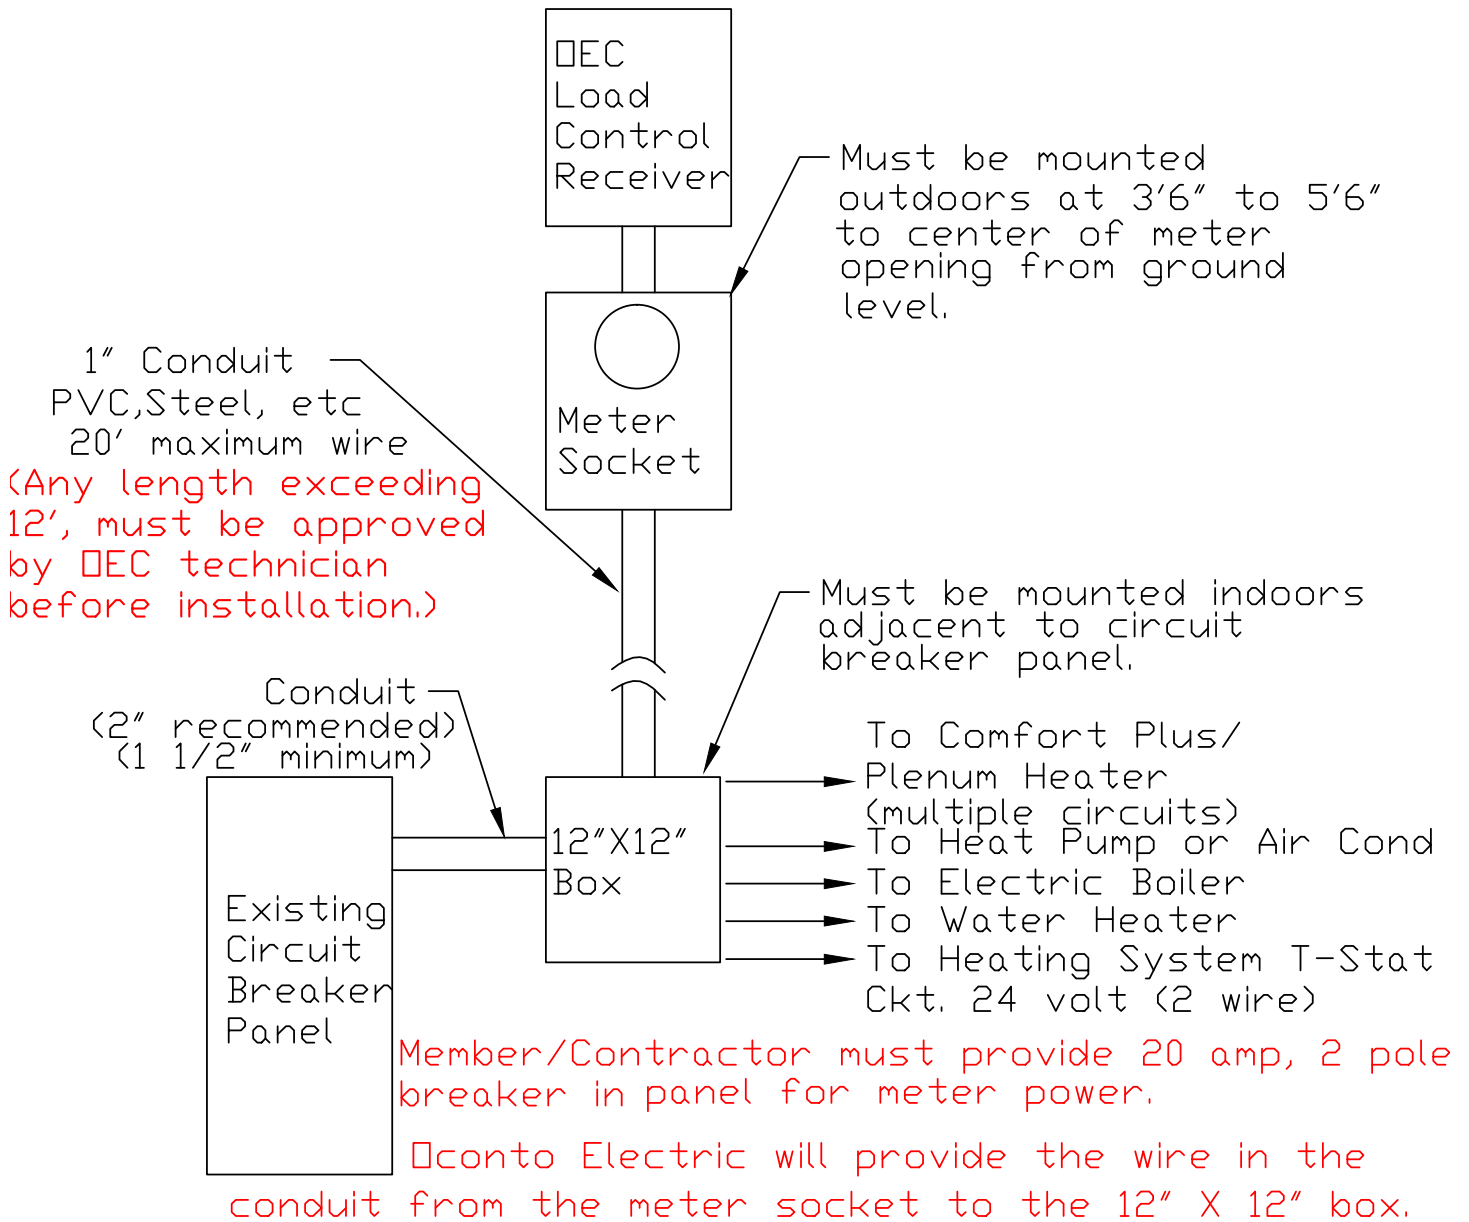 OEC
Load
Control
Receiver
Must be mounted
outdoors at 3'6" to 5'6"
to center of meter
opening from ground
level.
1" Conduit
PVC,Steel, etc
20' maximum wire
(Any length exceeding
12', must be approved
by OEC technician
before installation.)
Meter
Socket
Must be mounted indoors
adjacent to circuit
breaker panel.
Conduit
(2" recommended)
(1 1/2" minimum)
12"X12"
Box
To Comfort Plus/
Plenum Heater
(multiple circuits)
To Heat Pump or Air Cond
To Electric Boiler
To Water Heater
To Heating System T-Stat
Ckt. 24 volt (2 wire)
Existing
Circuit
Breaker
Panel
Member/Contractor must provide 20 amp, 2 pole
breaker in panel for meter power.
Oconto Electric will provide the wire in the
conduit from the meter socket to the 12" X 12" box.